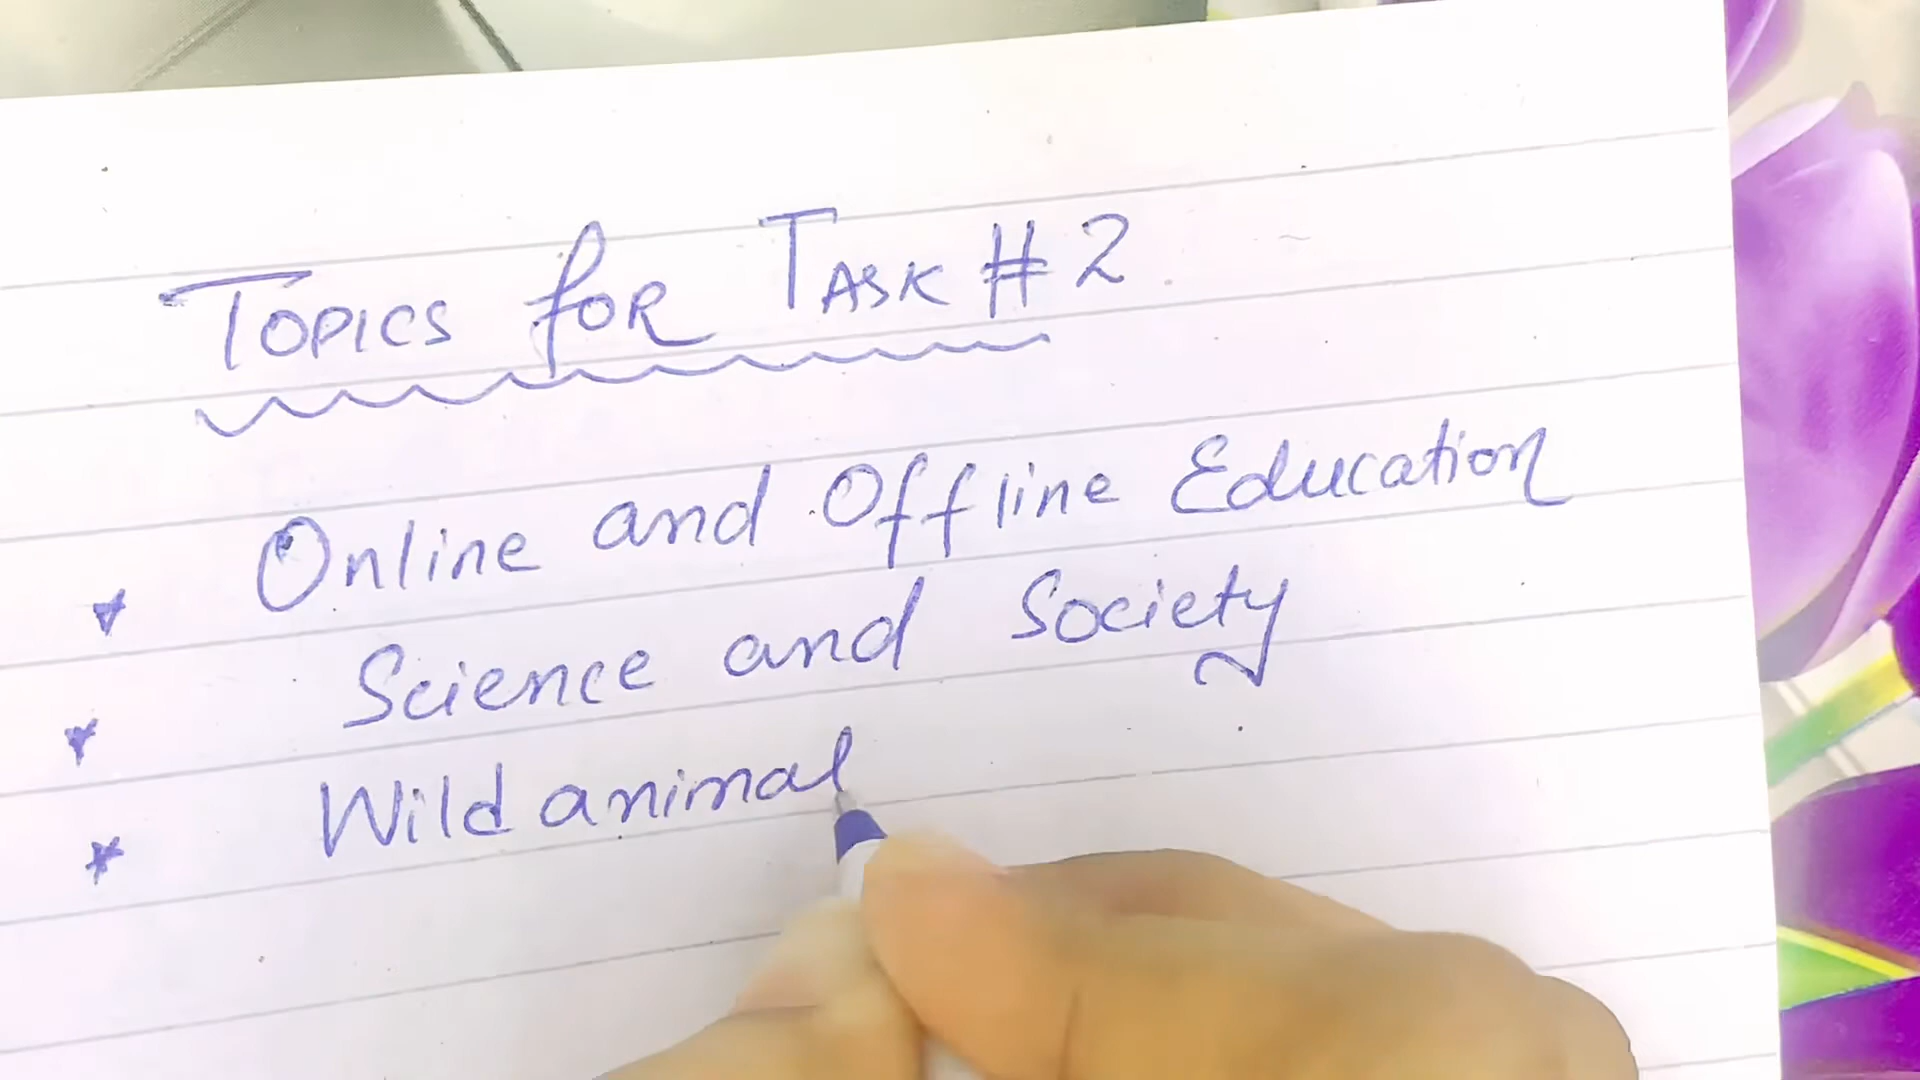 Topics for Task # 2
* Online and Offline Education
* Science and Society
* Wild animal